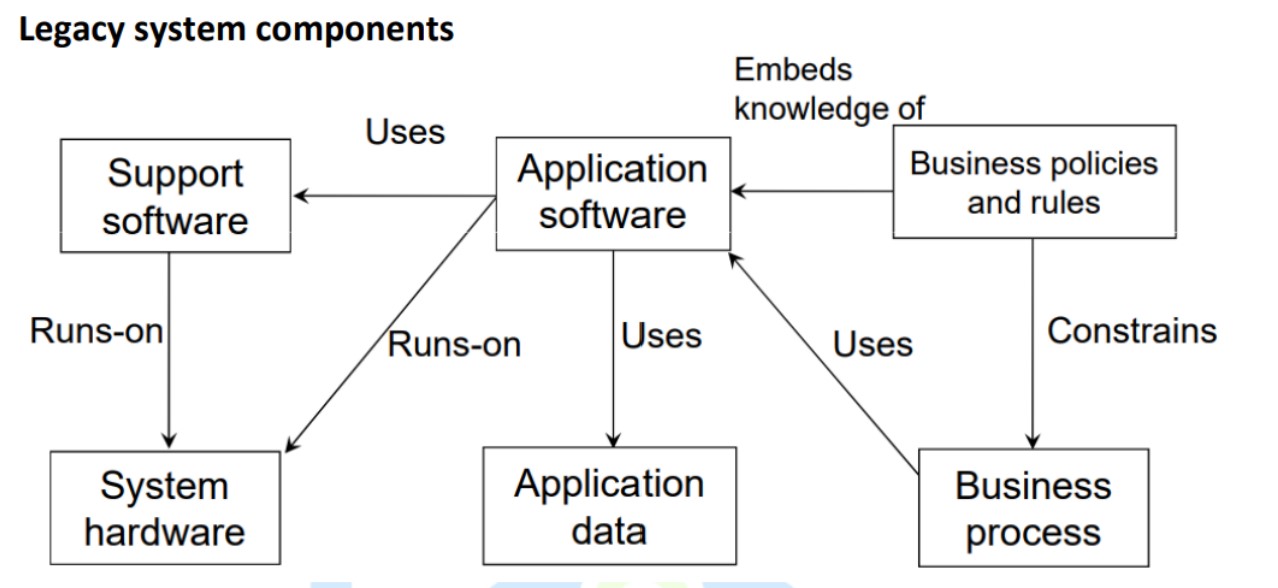 Legacy system components
Embeds
knowledge of
Uses
Support
software
Application
software
Business policies
and rules
Runs-on
Runs-on
Uses
Uses
Constrains
System
hardware
Application
data
Business
process